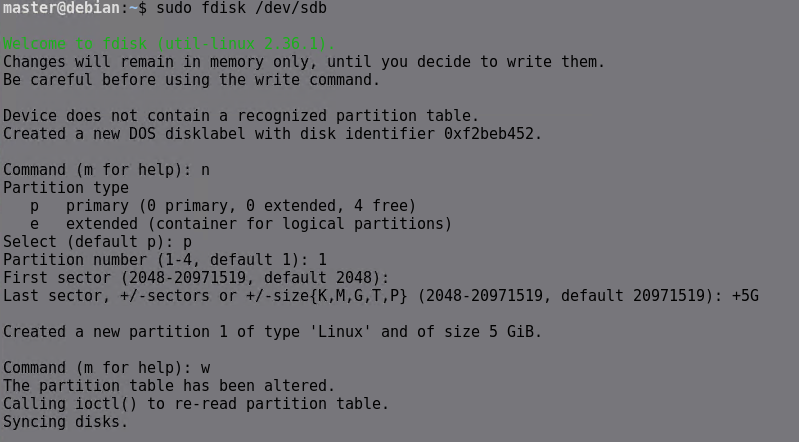 master@debian:~$ sudo fdisk /dev/sdb
Welcome to fdisk (util-linux 2.36.1).
Changes will remain in memory only, until you decide to write them.
Be careful before using the write command.
Device does not contain a recognized partition table.
Created a new DOS disklabel with disk identifier 0xf2beb452.
Command (m for help): n
Partition type
   p   primary (0 primary, 0 extended, 4 free)
   e   extended (container for logical partitions)
Select (default p): p
Partition number (1-4, default 1): 1
First sector (2048-20971519, default 2048):
Last sector, +/-sectors or +/-size{K,M,G,T,P} (2048-20971519, default 20971519): +5G
Created a new partition 1 of type 'Linux' and of size 5 GiB.
Command (m for help): w
The partition table has been altered.
Calling ioctl() to re-read partition table.
Syncing disks.